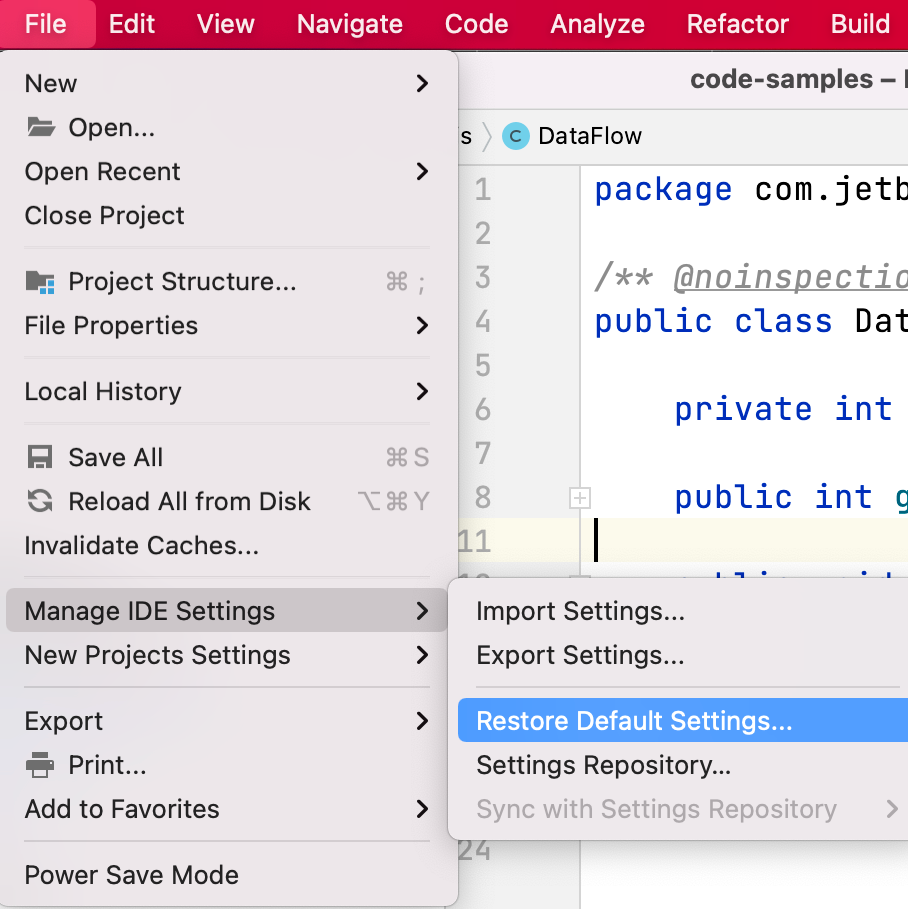 File Edit View Navigate Code Analyze Refactor Build
code-samples –
New
Open...
Open Recent
Close Project
Project Structure... ⌘ ;
File Properties
Local History
Save All ⌘ S
Reload All from Disk ⌥ ⌘ Y
Invalidate Caches...
Manage IDE Settings
New Projects Settings
Export
Print...
Add to Favorites
Power Save Mode
s C DataFlow
1 package com.jetb
2
3 /** @noinspectio
4 public class Dat
5
6 private int
7
8 public int g
11
Import Settings...
Export Settings...
Restore Default Settings...
Settings Repository...
Sync with Settings Repository
24